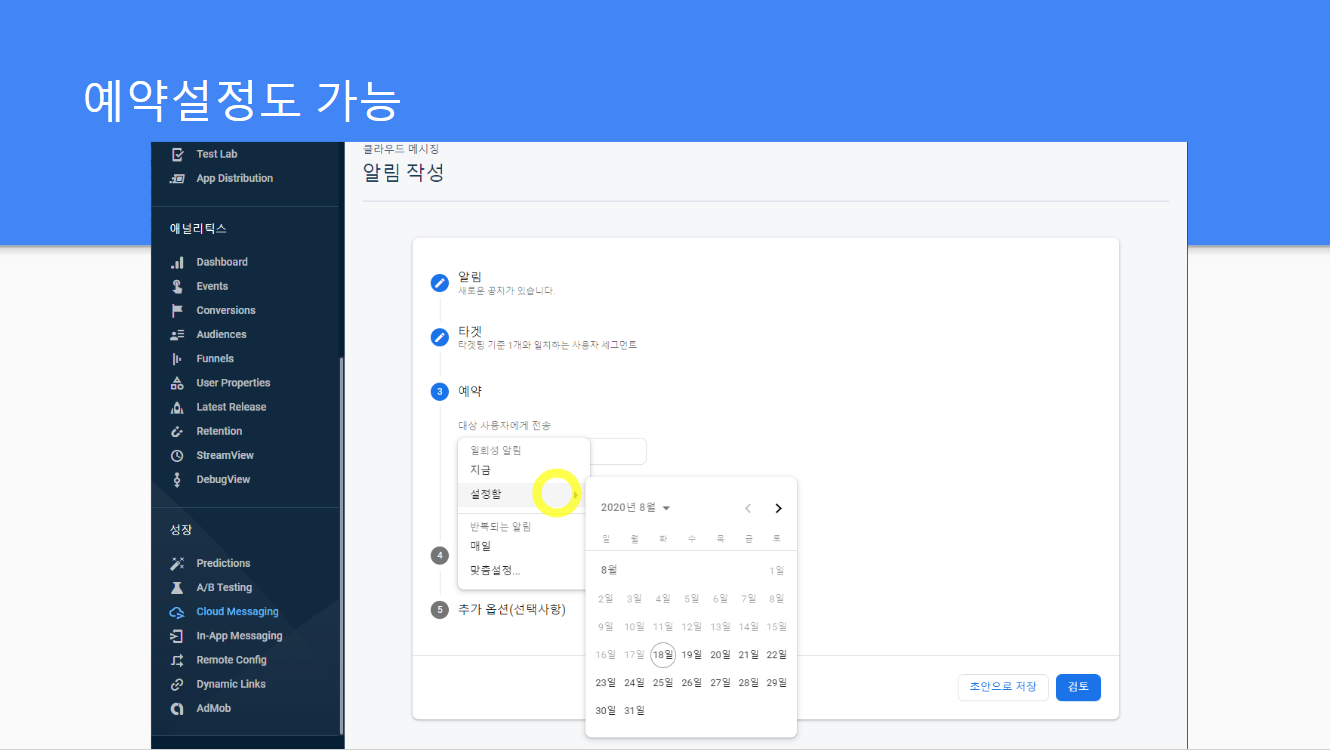 예약설정도 가능
Test Lab
App Distribution
애널리틱스
Dashboard
Events
Conversions
Audiences
Funnels
User Properties
Latest Release
Retention
StreamView
DebugView
성장
Predictions
A/B Testing
Cloud Messaging
In-App Messaging
Remote Config
Dynamic Links
AdMob
클라우드 메시징
알림 작성
알림
새로운 공지가 있습니다.
타겟
타겟팅 기준 1개와 일치하는 사용자 세그먼트
3 예약
대상 사용자에게 전송
일회성 알림
지금
설정함
반복되는 알림
매일
맞춤설정...
4
5 추가 옵션(선택사항)
2020년 8월
일 월 화 수 목 금 토
8월 1일
2일 3일 4일 5일 6일 7일 8일
9일 10일 11일 12일 13일 14일 15일
16일 17일 18일 19일 20일 21일 22일
23일 24일 25일 26일 27일 28일 29일
30일 31일
초안으로 저장 검토